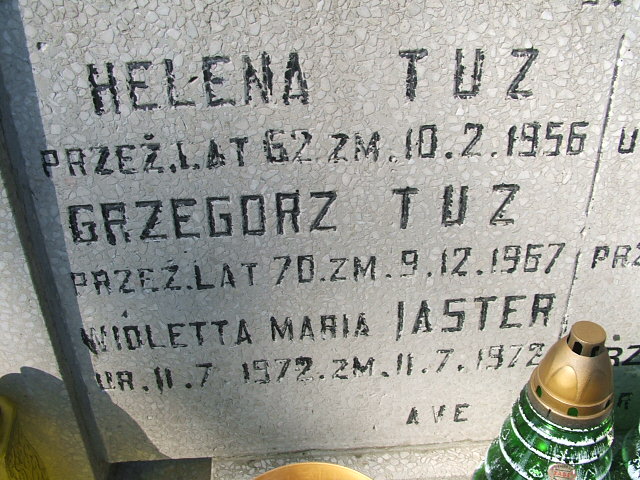 HELENA TUZ
PRZEŻ. LAT 62 ZM. 10.2.1956
GRZEGORZ TUZ
PRZEŻ. LAT 70 ZM. 9.12.1967
WIOLETTA MARIA JASTER
UR. 11.7 1972. ZM. 11.7.1972
AVE